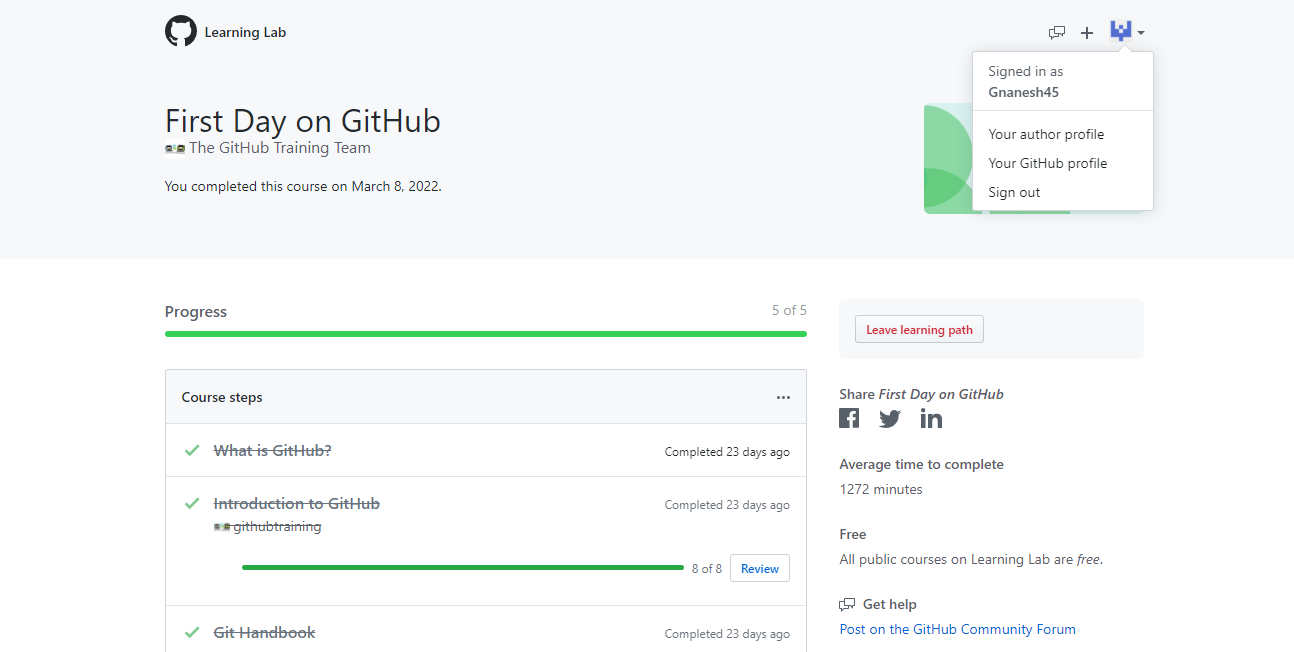 Learning Lab
Signed in as
Gnanesh45
Your author profile
Your GitHub profile
Sign out
First Day on GitHub
The GitHub Training Team
You completed this course on March 8, 2022.
Progress
5 of 5
Course steps
What is GitHub?
Completed 23 days ago
Introduction to GitHub
Completed 23 days ago
githubtraining
8 of 8
Review
Git Handbook
Completed 23 days ago
Leave learning path
Share First Day on GitHub
Average time to complete
1272 minutes
Free
All public courses on Learning Lab are free.
Get help
Post on the GitHub Community Forum